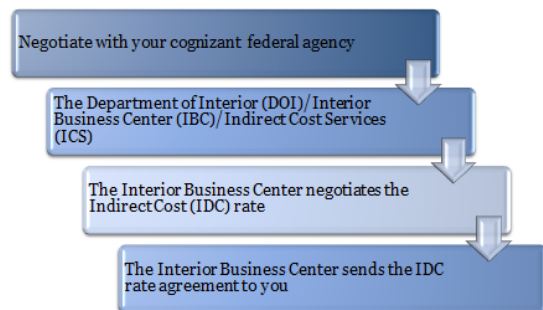 Negotiate with your cognizant federal agency
The Department of Interior (DOI)/Interior
Business Center (IBC)/Indirect Cost Services
(ICS)
The Interior Business Center negotiates the
Indirect Cost (IDC) rate
The Interior Business Center sends the IDC
rate agreement to you